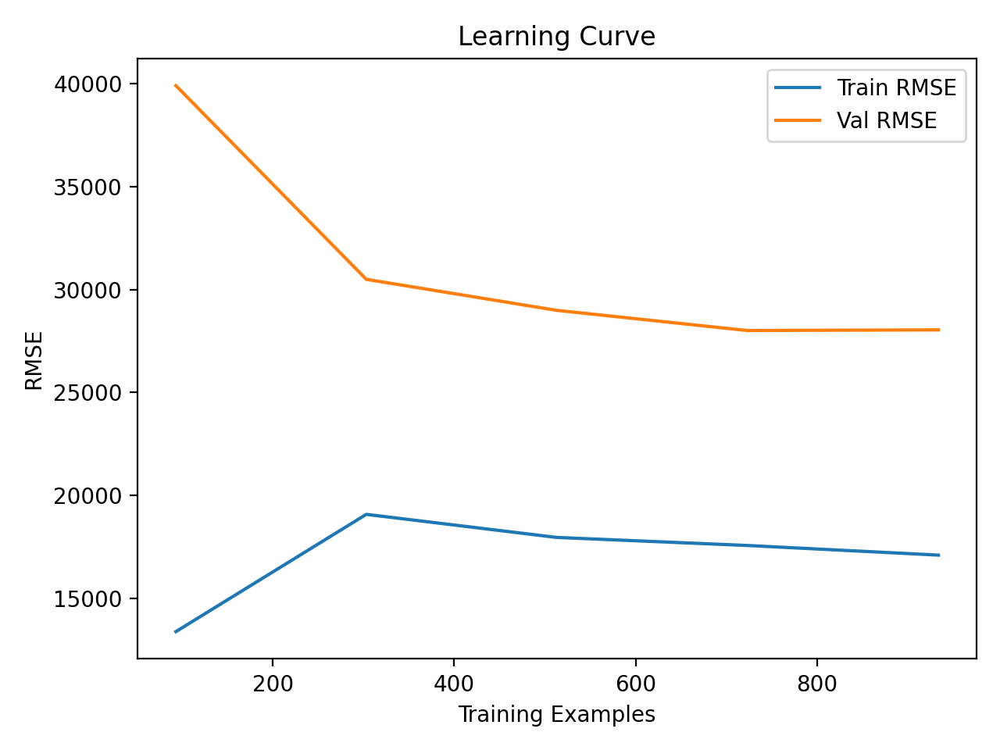 Learning Curve
Train RMSE
Val RMSE
40000
35000
30000
25000
20000
15000
RMSE
200 400 600 800
Training Examples